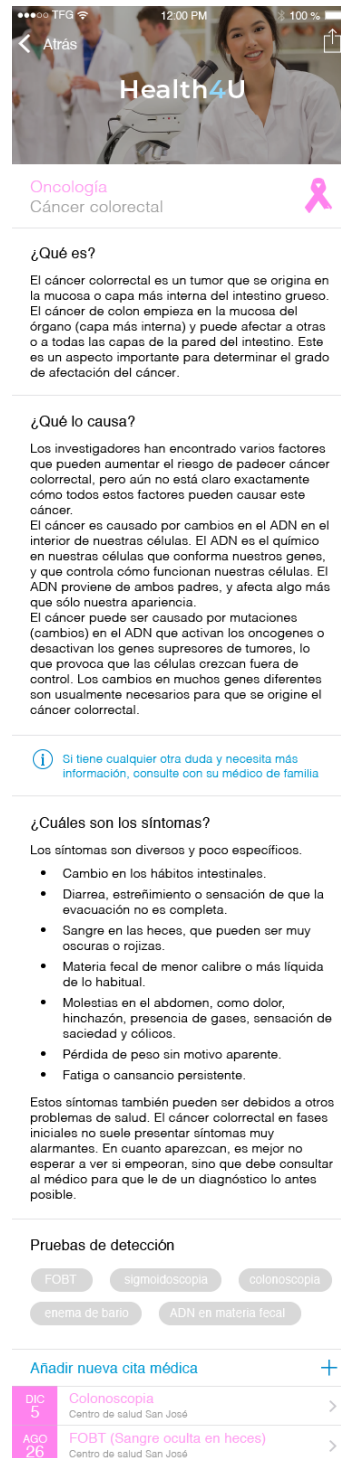 TFG 12:00 PM 100 %
Atrás
Health4U
Oncología
Cáncer colorectal
¿Qué es?
El cáncer colorrectal es un tumor que se origina en
la mucosa o capa más interna del intestino grueso.
El cáncer de colon empieza en la mucosa del
órgano (capa más interna) y puede afectar a otras
o a todas las capas de la pared del intestino. Este
es un aspecto importante para determinar el grado
de afectación del cáncer.
¿Qué lo causa?
Los investigadores han encontrado varios factores
que pueden aumentar el riesgo de padecer cáncer
colorrectal, pero aún no está claro exactamente
cómo todos estos factores pueden causar este
cáncer.
El cáncer es causado por cambios en el ADN en el
interior de nuestras células. El ADN es el químico
en nuestras células que conforma nuestros genes,
y que controla cómo funcionan nuestras células. El
ADN proviene de ambos padres, y afecta algo más
que sólo nuestra apariencia.
El cáncer puede ser causado por mutaciones
(cambios) en el ADN que activan los oncogenes o
desactivan los genes supresores de tumores, lo
que provoca que las células crezcan fuera de
control. Los cambios en muchos genes diferentes
son usualmente necesarios para que se origine el
cáncer colorrectal.
Si tiene cualquier otra duda y necesita más
información, consulte con su médico de familia
¿Cuáles son los síntomas?
Los síntomas son diversos y poco específicos.
• Cambio en los hábitos intestinales.
• Diarrea, estreñimiento o sensación de que la
evacuación no es completa.
• Sangre en las heces, que pueden ser muy
oscuras o rojizas.
• Materia fecal de menor calibre o más líquida
de lo habitual.
• Molestias en el abdomen, como dolor,
hinchazón, presencia de gases, sensación de
saciedad y cólicos.
• Pérdida de peso sin motivo aparente.
• Fatiga o cansancio persistente.
Estos síntomas también pueden ser debidos a otros
problemas de salud. El cáncer colorrectal en fases
iniciales no suele presentar síntomas muy
alarmantes. En cuanto aparezcan, es mejor no
esperar a ver si empeoran, sino que debe consultar
al médico para que le de un diagnóstico lo antes
posible.
Pruebas de detección
FOBT sigmoidoscopia colonoscopia
enema de bario ADN en materia fecal
Añadir nueva cita médica +
DIC
5
Colonoscopia
Centro de salud San José
AGO
26
FOBT (Sangre oculta en heces)
Centro de salud San José